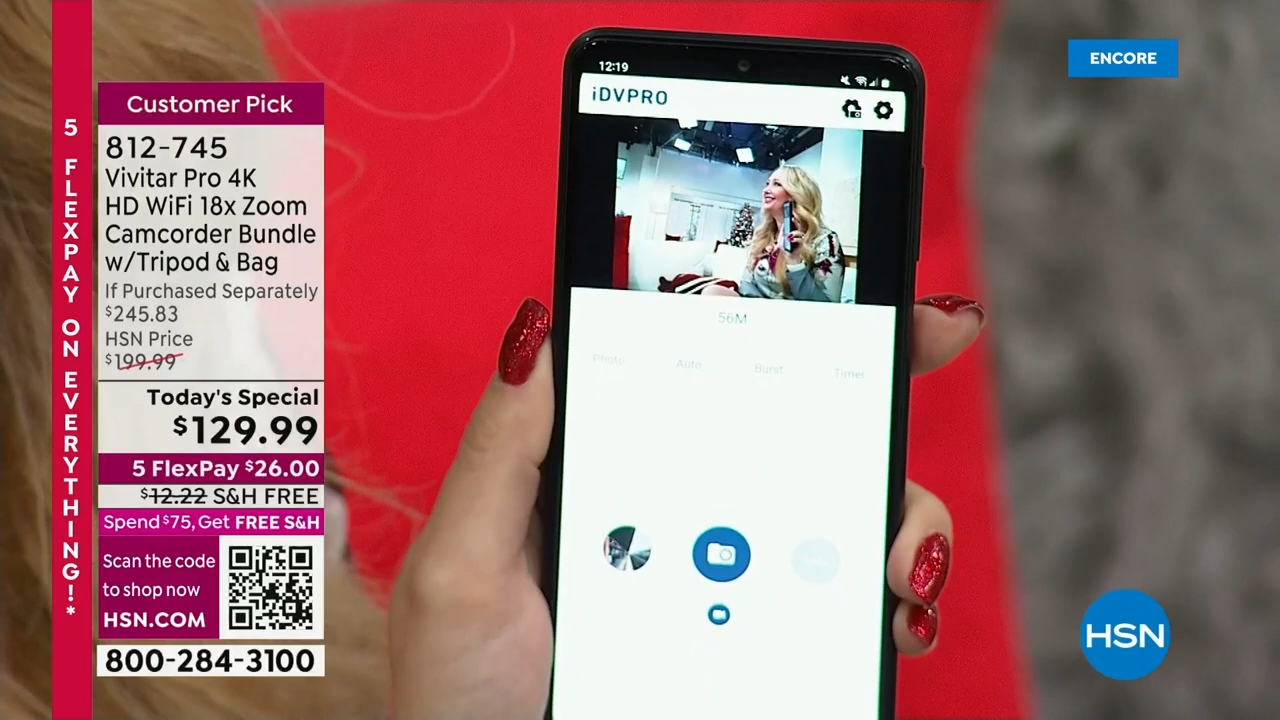 5 FLEXPAY ON EVERYTHING!*
Customer Pick
812-745
Vivitar Pro 4K
HD WiFi 18x Zoom
Camcorder Bundle
w/Tripod & Bag
If Purchased Separately
$245.83
HSN Price
$199.99
Today's Special
$129.99
5 FlexPay $26.00
$12.22 S&H FREE
Spend $75, Get FREE S&H
Scan the code
to shop now
HSN.COM
800-284-3100
12:19
iDVPRO
56M
Photo Auto Burst Timer
ENCORE
HSN